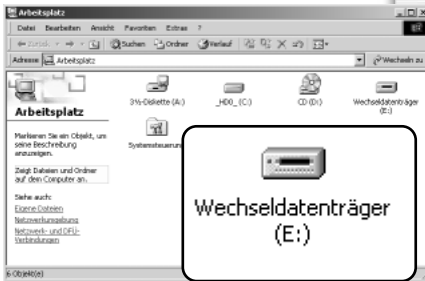 Arbeitsplatz
Datei Bearbeiten Ansicht Favoriten Extras ?
Zurück Suchen Ordner Verlauf
Adresse Arbeitsplatz Wechseln zu
Arbeitsplatz
Markieren Sie ein Objekt, um
seine Beschreibung
anzuzeigen.
Zeigt Dateien und Ordner
auf dem Computer an.
Siehe auch:
Eigene Dateien
Netzwerkumgebung
Netzwerk- und DFÜ-
Verbindungen
3½-Diskette (A:)
_HD0_ (C:)
CD (D:)
Wechseldatenträger
(E:)
Systemsteuerung
Wechseldatenträger
(E:)
6 Objekt(e)